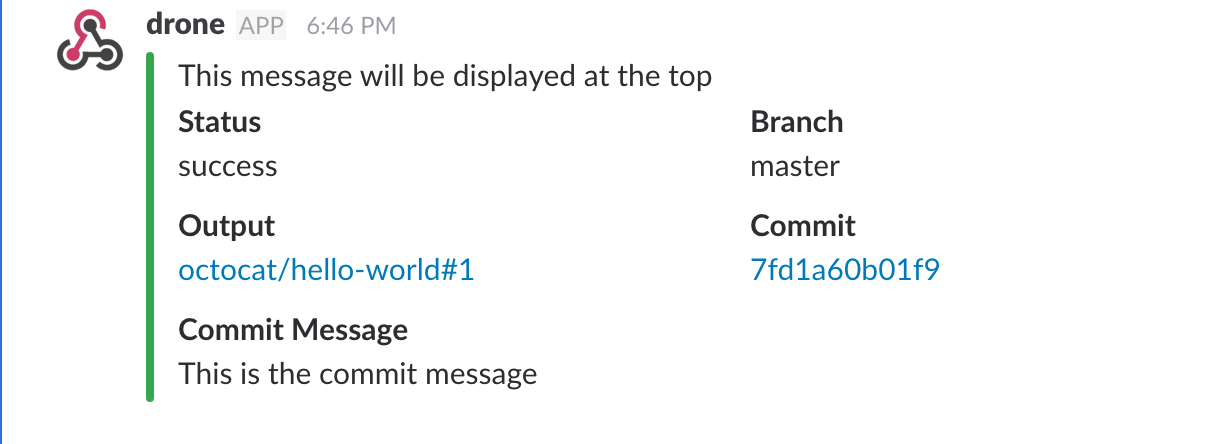 drone APP 6:46 PM
This message will be displayed at the top
Status Branch
success master
Output Commit
octocat/hello-world#1 7fd1a60b01f9
Commit Message
This is the commit message